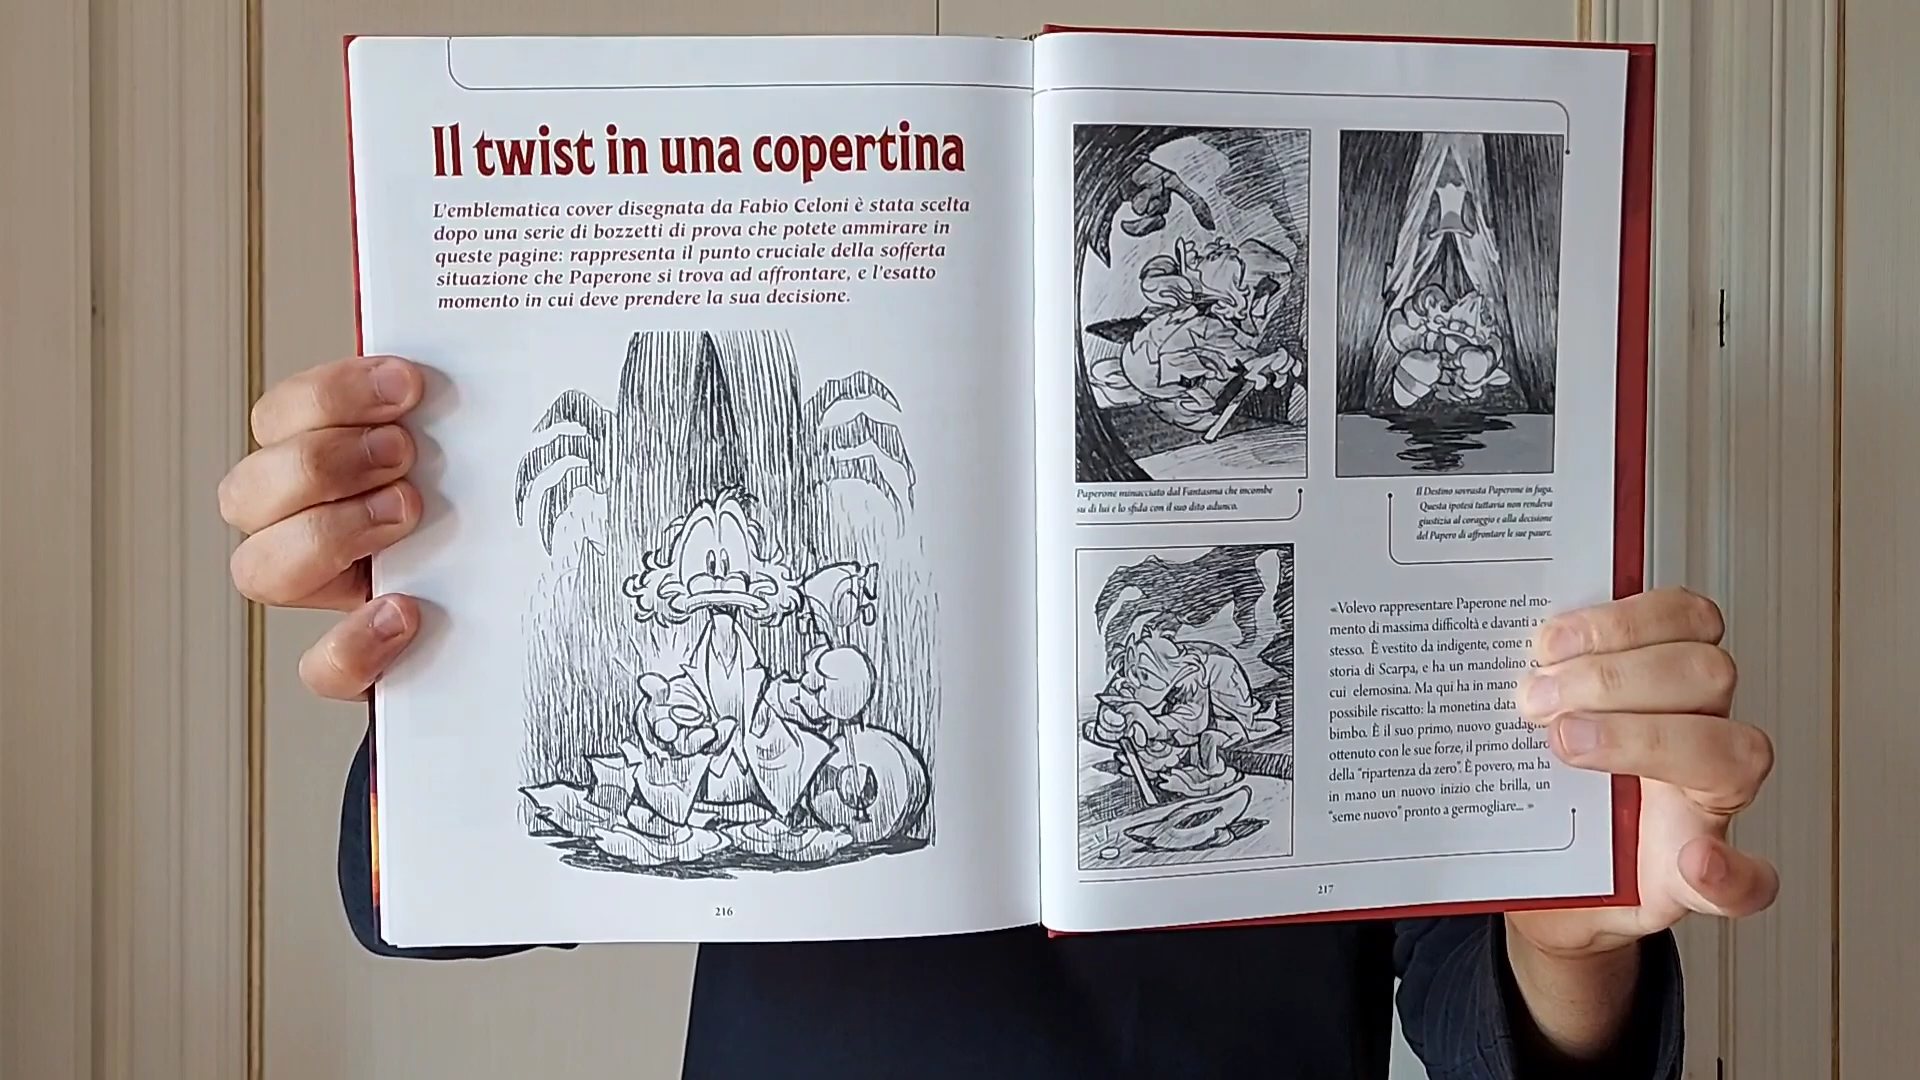 Il twist in una copertina
L'emblematica cover disegnata da Fabio Celoni è stata scelta
dopo una serie di bozzetti di prova che potete ammirare in
queste pagine: rappresenta il punto cruciale della sofferta
situazione che Paperone si trova ad affrontare, e l'esatto
momento in cui deve prendere la sua decisione.
216
Paperone minacciato dal Fantasma che incombe
su di lui e lo sfida con il suo dito adunco.
Il Destino sovrasta Paperone in fuga.
Questa ipotesi tuttavia non rendeva
giustizia al coraggio e alla decisione
del Papero di affrontare le sue paure.
«Volevo rappresentare Paperone nel mo-
mento di massima difficoltà e davanti a
stesso. È vestito da indigente, come
storia di Scarpa, e ha un mandolino
cui elemosina. Ma qui ha in mano
possibile riscatto: la monetina data
bimbo. È il suo primo, nuovo
ottenuto con le sue forze, il primo dollaro
della "ripartenza da zero". È povero, ma ha
in mano un nuovo inizio che brilla, un
"seme nuovo" pronto a germogliare... »
217